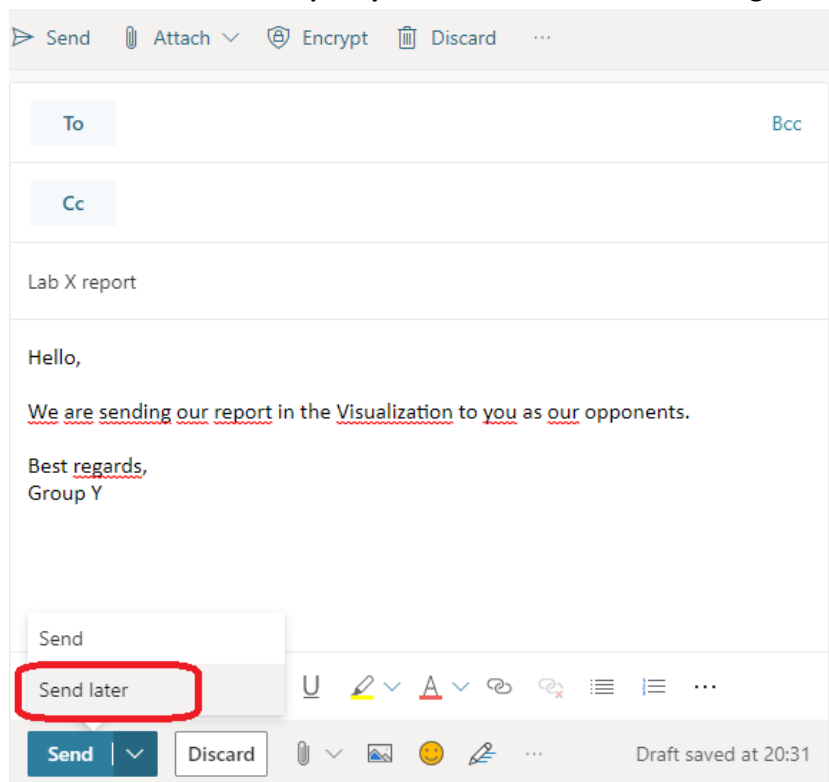 Send Attach Encrypt Discard ...
To Bcc
Cc
Lab X report
Hello,
We are sending our report in the Visualization to you as our opponents.
Best regards,
Group Y
Send
Send later
U A ...
Send Discard ... Draft saved at 20:31